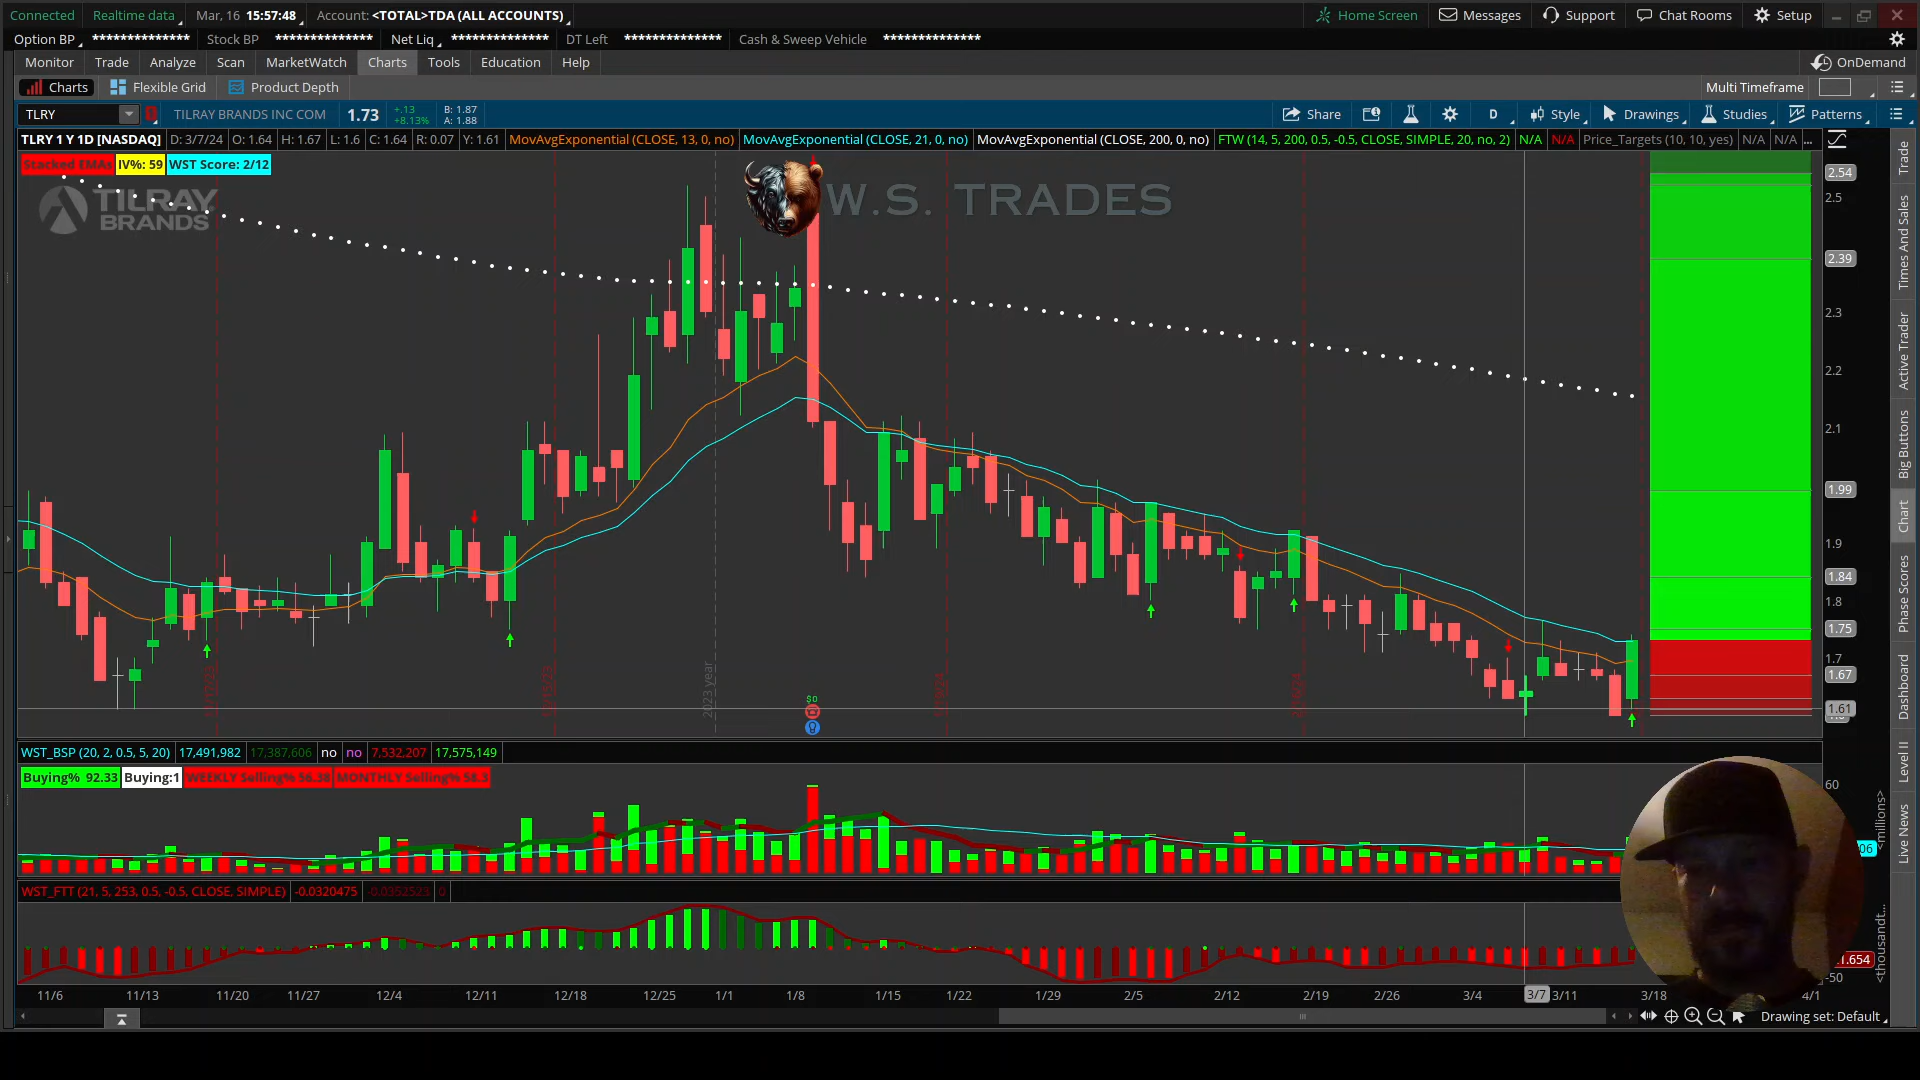 Connected Realtime data Mar, 16 15:57:48 Account: <TOTAL>TDA (ALL ACCOUNTS) Home Screen Messages Support Chat Rooms Setup
Option BP ************** Stock BP ************** Net Liq ************** DT Left ************** Cash & Sweep Vehicle **************
Monitor Trade Analyze Scan MarketWatch Charts Tools Education Help OnDemand
Charts Flexible Grid Product Depth Multi Timeframe
TLRY TILRAY BRANDS INC COM 1.73 +.13 B: 1.87 Share D Style Drawings Studies Patterns
+8.13% A: 1.88
TLRY 1 Y 1D [NASDAQ] D: 3/7/24 O: 1.64 H: 1.67 L: 1.6 C: 1.64 R: 0.07 Y: 1.61 MovAvgExponential (CLOSE, 13, 0, no) MovAvgExponential (CLOSE, 21, 0, no) MovAvgExponential (CLOSE, 200, 0, no) FTW (14, 5, 200, 0.5, -0.5, CLOSE, SIMPLE, 20, no, 2) N/A N/A Price_Targets (10, 10, yes) N/A N/A ...
Stacked EMAs IV%: 59 WST Score: 2/12
TILRAY BRANDS
W.S. TRADES
2.54
2.5
2.39
2.3
2.2
2.1
1.99
1.9
1.84
1.8
1.75
1.7
1.67
1.61
2023 year
$0
WST_BSP (20, 2, 0.5, 5, 20) 17,491,982 17,387,606 no no 7,532,207 17,575,149
Buying% 92.33 Buying:1 WEEKLY Selling% 56.38 MONTHLY Selling% 58.3
60
<millions>
06
WST_FTT (21, 5, 253, 0.5, -0.5, CLOSE, SIMPLE) -0.0320475 -0.0352523 0
1.654
-50
<thousandt...
11/6 11/13 11/20 11/27 12/4 12/11 12/18 12/25 1/1 1/8 1/15 1/22 1/29 2/5 2/12 2/19 2/26 3/4 3/7 3/11 3/18 4/1
Drawing set: Default
Trade
Times And Sales
Active Trader
Big Buttons
Chart
Phase Scores
Dashboard
Level II
Live News